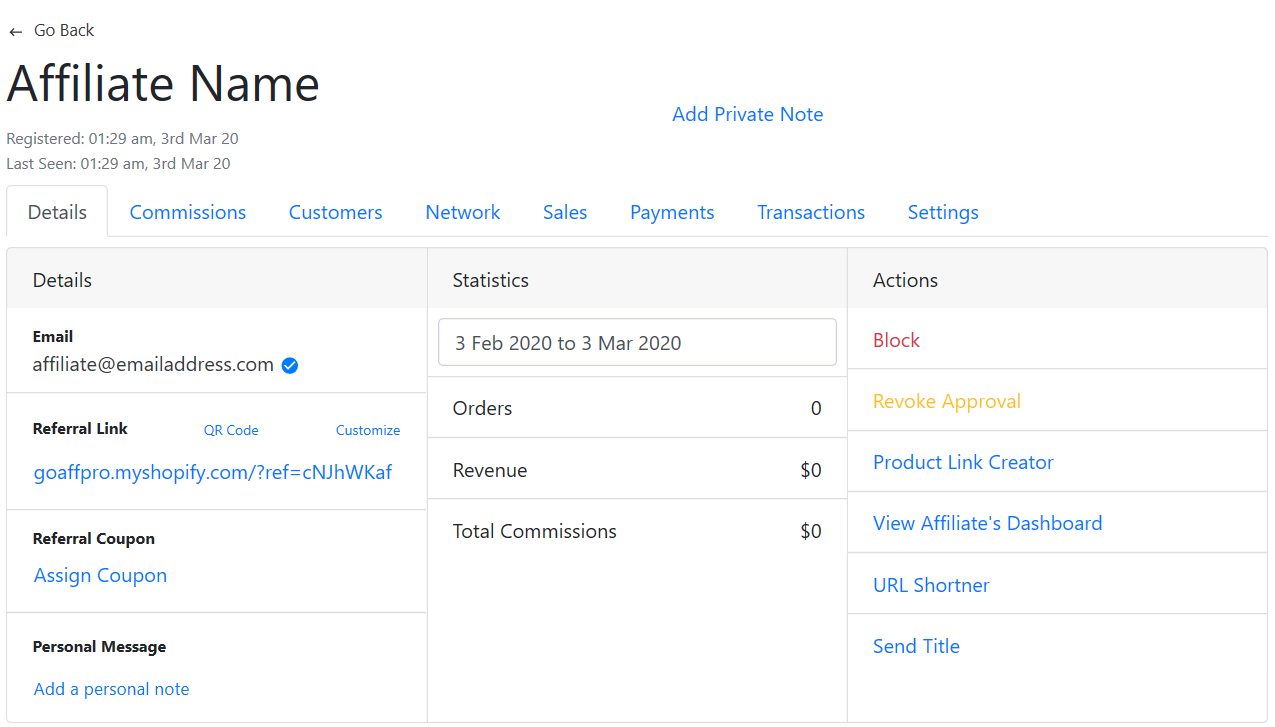 ← Go Back
Affiliate Name
Add Private Note
Registered: 01:29 am, 3rd Mar 20
Last Seen: 01:29 am, 3rd Mar 20
Details Commissions Customers Network Sales Payments Transactions Settings
Details
Email
affiliate@emailaddress.com
Referral Link QR Code Customize
goaffpro.myshopify.com/?ref=cNJhWKaf
Referral Coupon
Assign Coupon
Personal Message
Add a personal note
Statistics
3 Feb 2020 to 3 Mar 2020
Orders 0
Revenue $0
Total Commissions $0
Actions
Block
Revoke Approval
Product Link Creator
View Affiliate's Dashboard
URL Shortner
Send Title